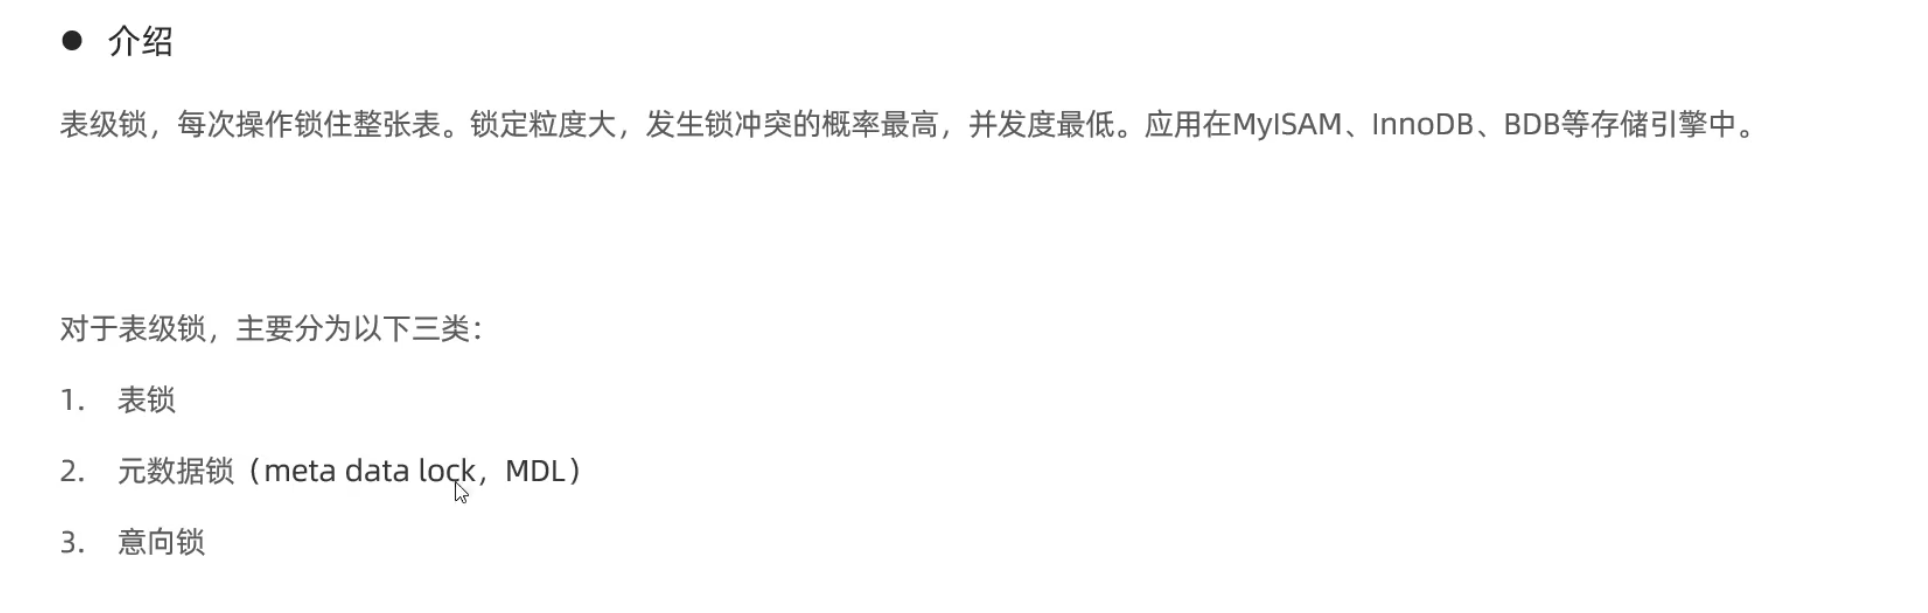 ● 介绍
表级锁，每次操作锁住整张表。锁定粒度大，发生锁冲突的概率最高，并发度最低。应用在MyISAM、InnoDB、BDB等存储引擎中。
对于表级锁，主要分为以下三类：
1. 表锁
2. 元数据锁（meta data lock，MDL）
3. 意向锁